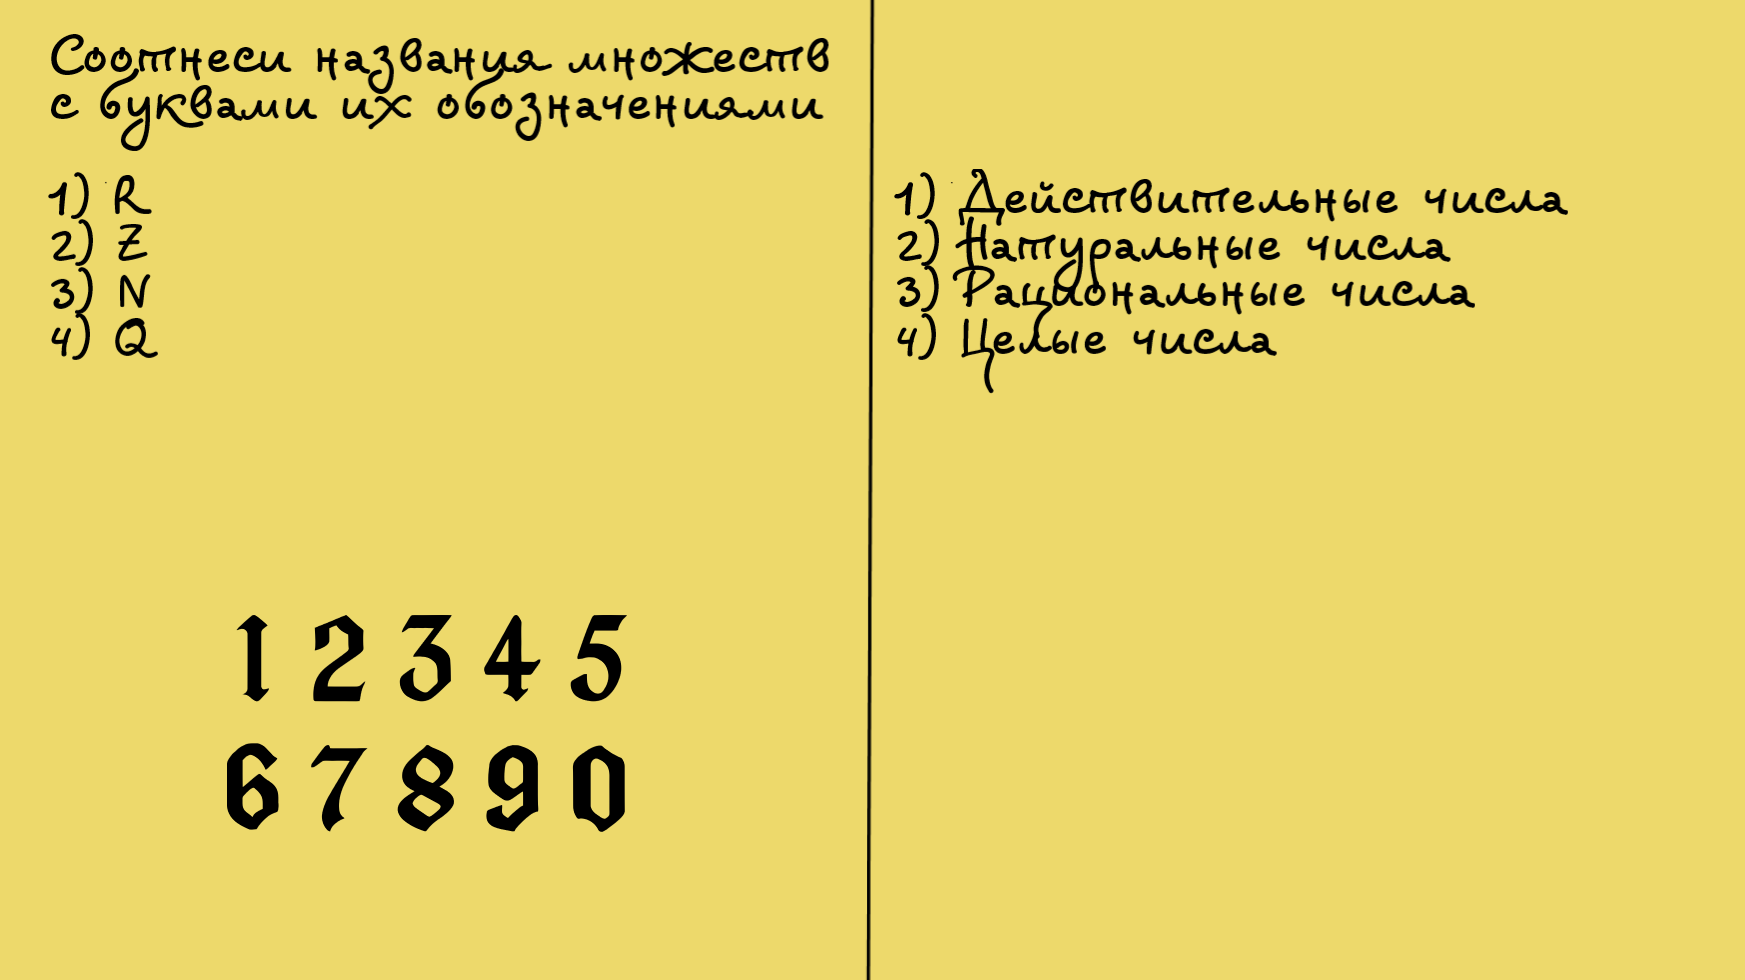 Соотнеси названия множеств
с буквами их обозначениями
1) R
2) Z
3) N
4) Q
1 2 3 4 5
6 7 8 9 0
1) Действительные числа
2) Натуральные числа
3) Рациональные числа
4) Целые числа